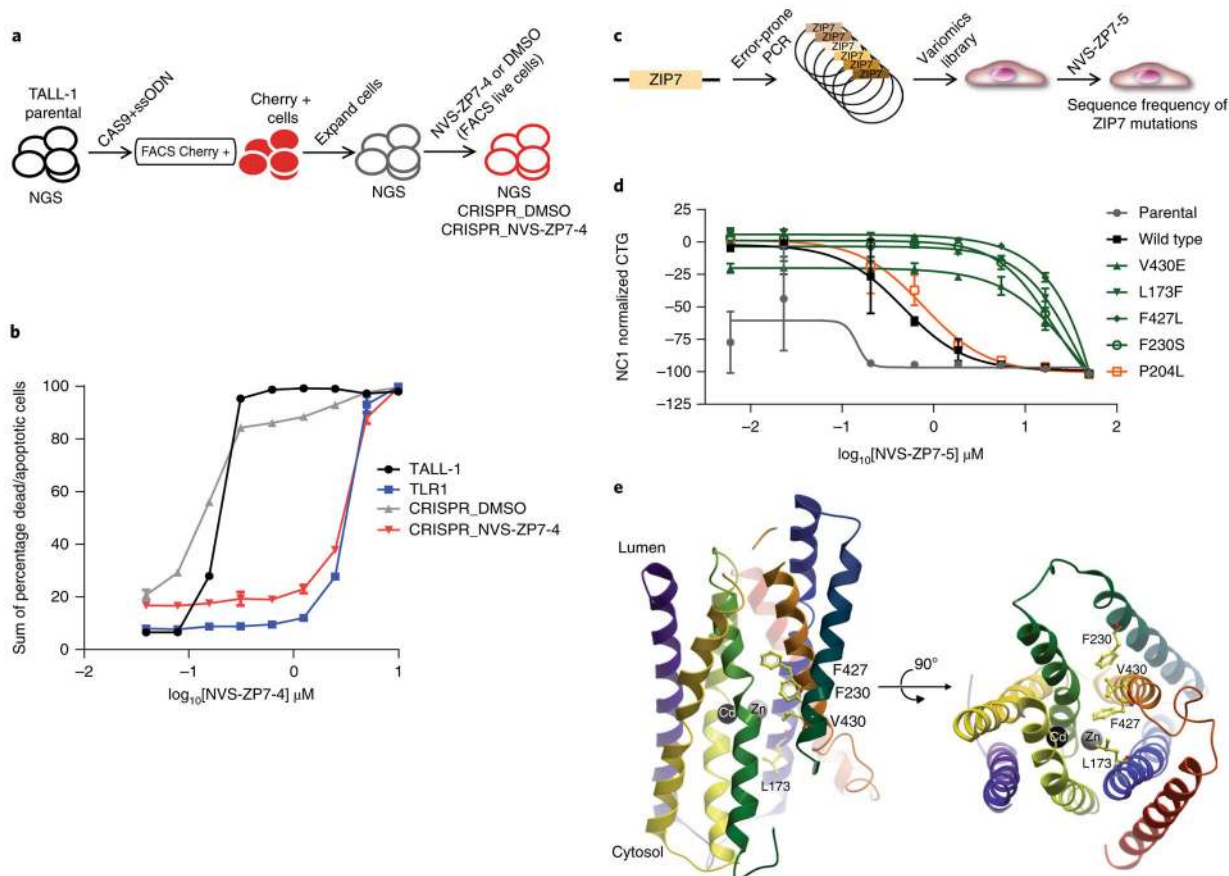 a
TALL-1
parental
CAS9+ssODN
FACS Cherry +
Cherry +
cells
Expand cells
NVS-ZP7-4 or DMSO
(FACS live cells)
NGS
NGS
NGS
CRISPR_DMSO
CRISPR_NVS-ZP7-4
c
ZIP7
Error-prone
PCR
ZIP7
ZIP7
ZIP7
ZIP7
ZIP7
ZIP7
Variomics
library
NVS-ZP7-5
Sequence frequency of
ZIP7 mutations
b
Sum of percentage dead/apoptotic cells
100
80
60
40
20
0
−2
−1
0
1
log10[NVS-ZP7-4] μM
TALL-1
TLR1
CRISPR_DMSO
CRISPR_NVS-ZP7-4
d
NC1 normalized CTG
25
0
−25
−50
−75
−100
−125
−2
−1
0
1
2
log10[NVS-ZP7-5] μM
Parental
Wild type
V430E
L173F
F427L
F230S
P204L
e
Lumen
Cytosol
Cd
Zn
F427
F230
V430
L173
90°
F230
V430
F427
Cd
Zn
L173